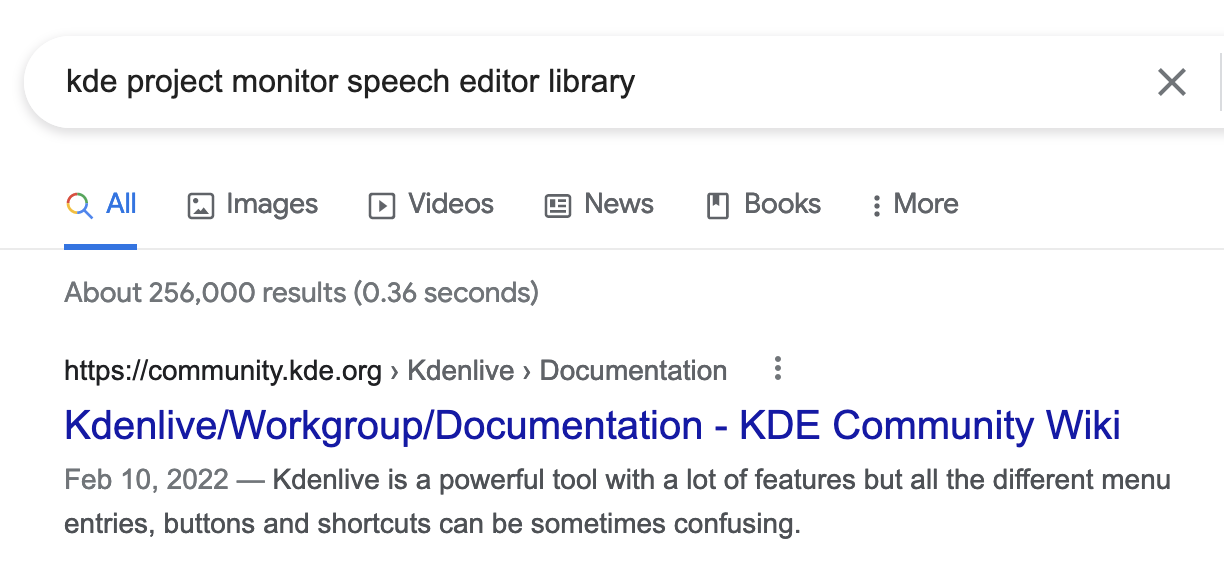 kde project monitor speech editor library
All Images Videos News Books More
About 256,000 results (0.36 seconds)
https://community.kde.org › Kdenlive › Documentation
Kdenlive/Workgroup/Documentation - KDE Community Wiki
Feb 10, 2022 — Kdenlive is a powerful tool with a lot of features but all the different menu
entries, buttons and shortcuts can be sometimes confusing.